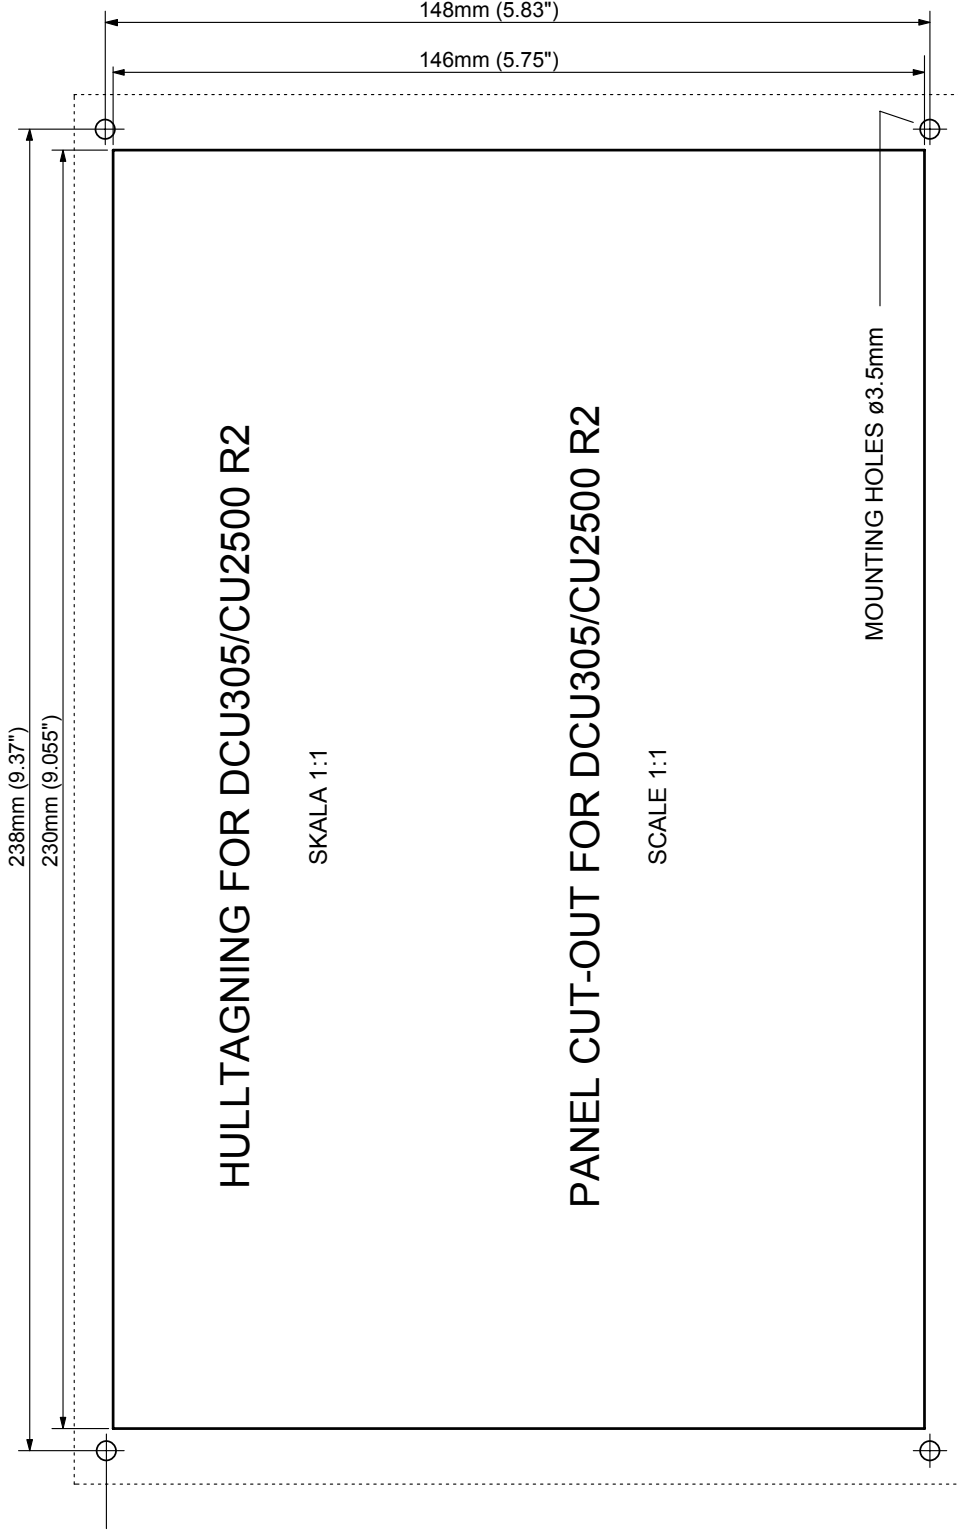 148mm (5.83")
146mm (5.75")
238mm (9.37")
230mm (9.055")
HULLTAGNING FOR DCU305/CU2500 R2
SKALA 1:1
PANEL CUT-OUT FOR DCU305/CU2500 R2
SCALE 1:1
MOUNTING HOLES ø3.5mm